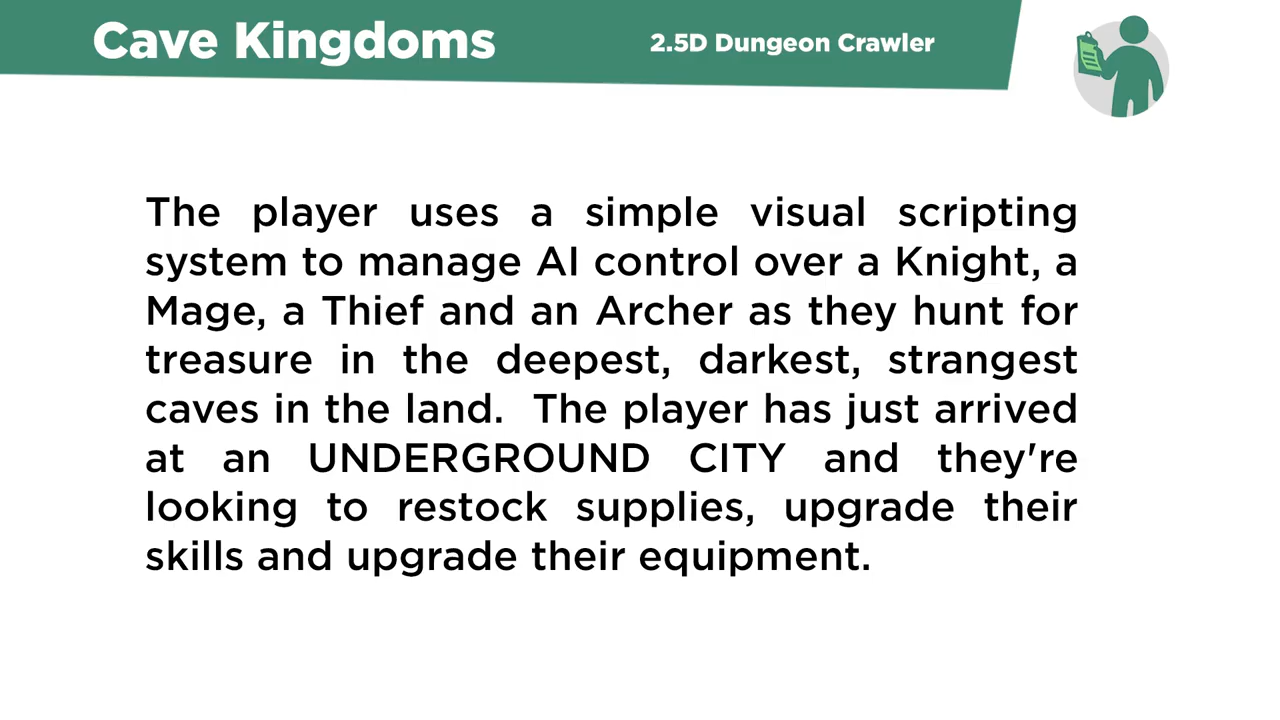 Cave Kingdoms
2.5D Dungeon Crawler
The player uses a simple visual scripting
system to manage AI control over a Knight, a
Mage, a Thief and an Archer as they hunt for
treasure in the deepest, darkest, strangest
caves in the land.  The player has just arrived
at an UNDERGROUND CITY and they're
looking to restock supplies, upgrade their
skills and upgrade their equipment.